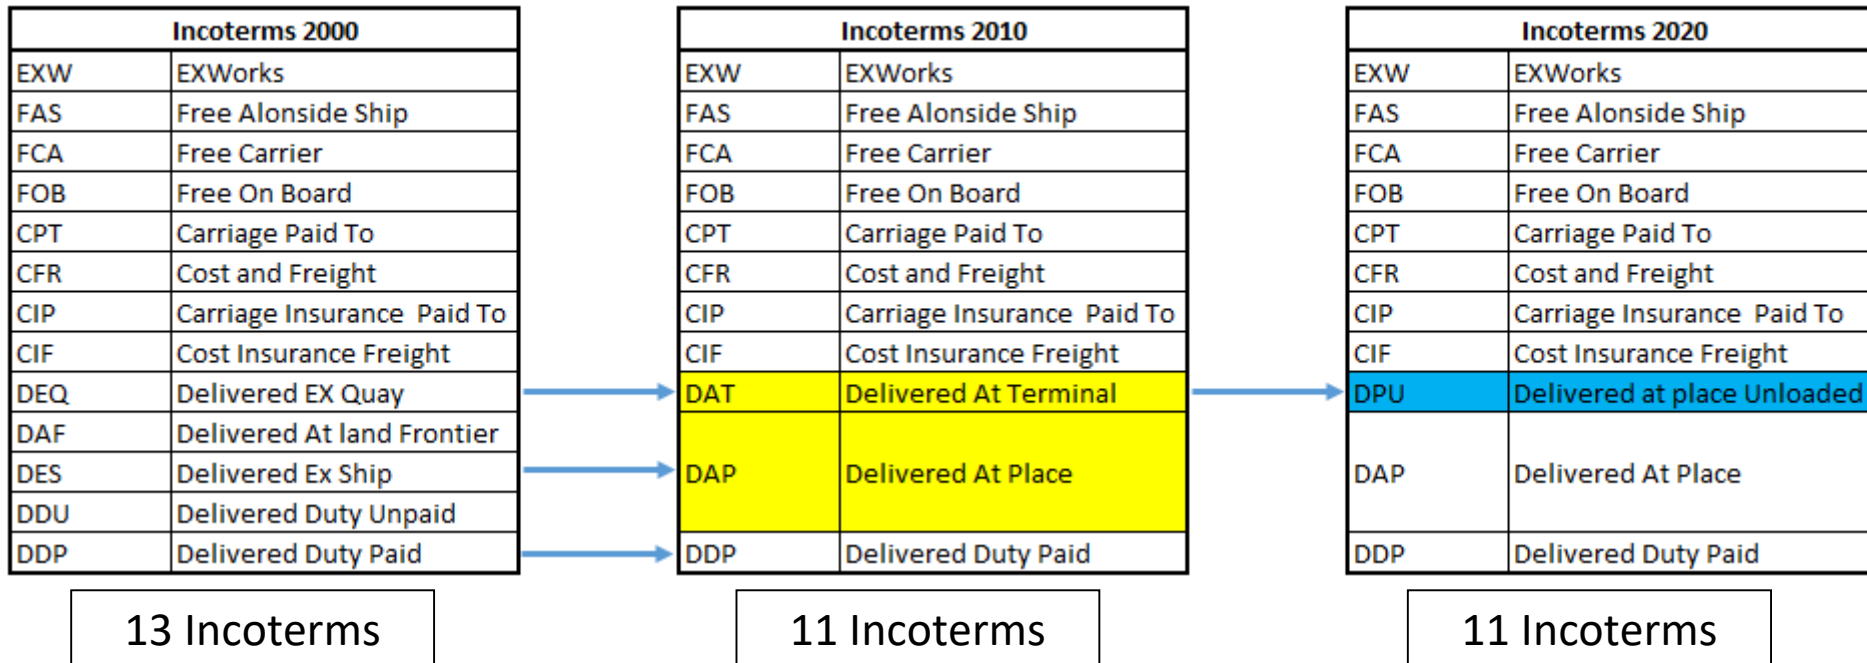 Incoterms 2000
EXW EXWorks
FAS Free Alonside Ship
FCA Free Carrier
FOB Free On Board
CPT Carriage Paid To
CFR Cost and Freight
CIP Carriage Insurance  Paid To
CIF Cost Insurance Freight
DEQ Delivered EX Quay
DAF Delivered At land Frontier
DES Delivered Ex Ship
DDU Delivered Duty Unpaid
DDP Delivered Duty Paid
13 Incoterms
Incoterms 2010
EXW EXWorks
FAS Free Alonside Ship
FCA Free Carrier
FOB Free On Board
CPT Carriage Paid To
CFR Cost and Freight
CIP Carriage Insurance  Paid To
CIF Cost Insurance Freight
DAT Delivered At Terminal
DAP Delivered At Place
DDP Delivered Duty Paid
11 Incoterms
Incoterms 2020
EXW EXWorks
FAS Free Alonside Ship
FCA Free Carrier
FOB Free On Board
CPT Carriage Paid To
CFR Cost and Freight
CIP Carriage Insurance  Paid To
CIF Cost Insurance Freight
DPU Delivered at place Unloaded
DAP Delivered At Place
DDP Delivered Duty Paid
11 Incoterms